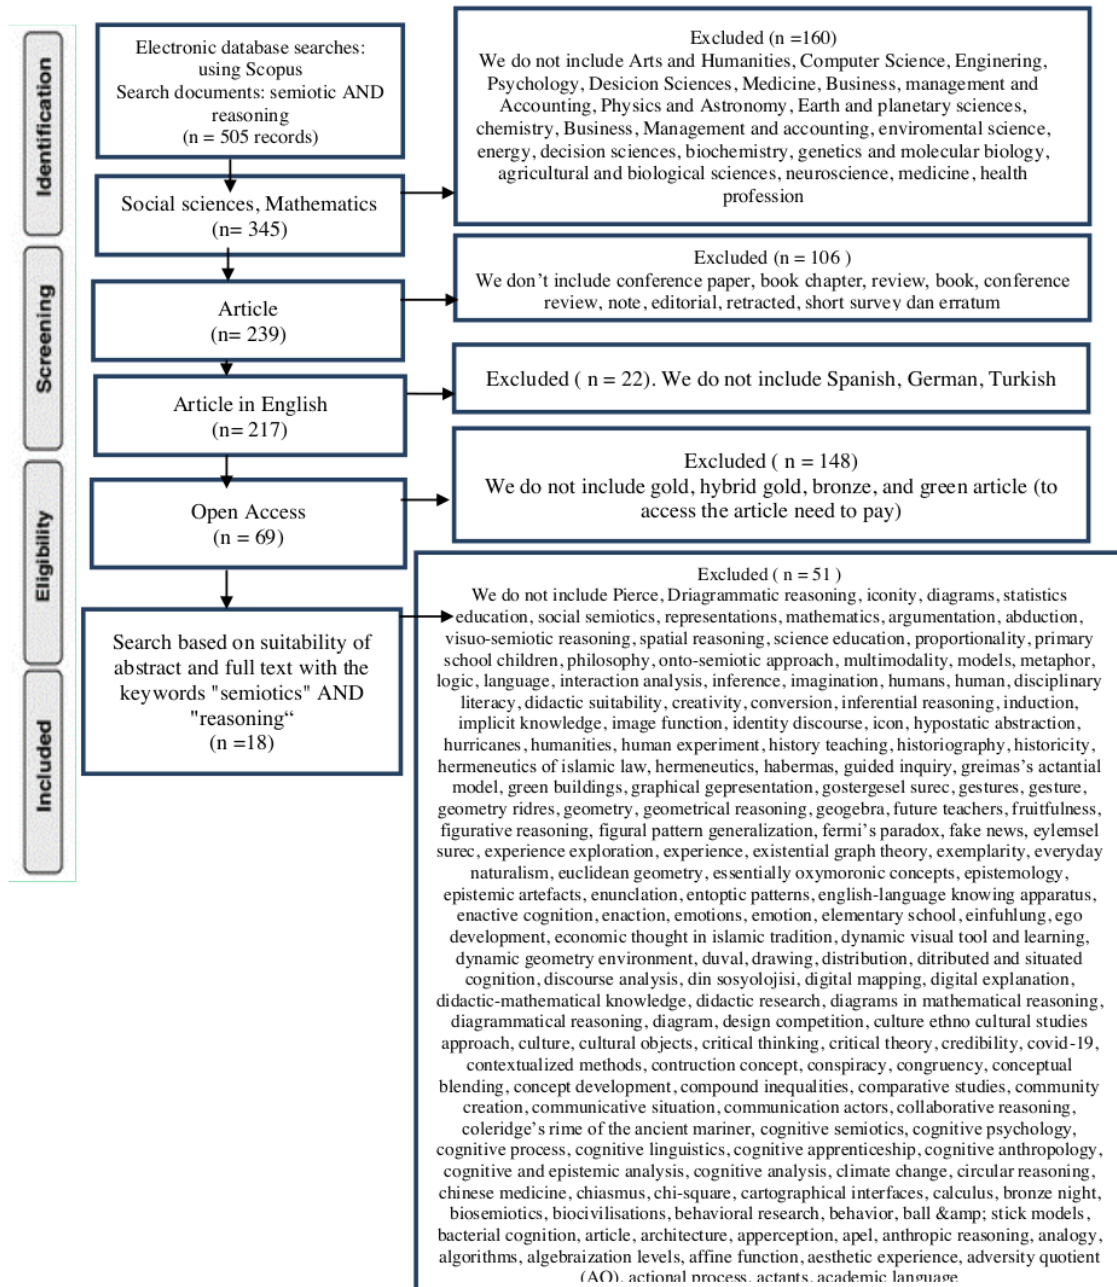 Identification
Electronic database searches:
using Scopus
Search documents: semiotic AND
reasoning
(n = 505 records)
Excluded (n =160)
We do not include Arts and Humanities, Computer Science, Enginering,
Psychology, Desicion Sciences, Medicine, Business, management and
Accounting, Physics and Astronomy, Earth and planetary sciences,
chemistry, Business, Management and accounting, enviromental science,
energy, decision sciences, biochemistry, genetics and molecular biology,
agricultural and biological sciences, neuroscience, medicine, health
profession
Social sciences, Mathematics
(n= 345)
Screening
Excluded (n = 106 )
We don't include conference paper, book chapter, review, book, conference
review, note, editorial, retracted, short survey dan erratum
Article
(n= 239)
Excluded ( n = 22). We do not include Spanish, German, Turkish
Article in English
(n= 217)
Eligibility
Excluded ( n = 148)
We do not include gold, hybrid gold, bronze, and green article (to
access the article need to pay)
Open Access
(n = 69)
Included
Search based on suitability of
abstract and full text with the
keywords "semiotics" AND
"reasoning“
(n =18)
Excluded ( n = 51 )
We do not include Pierce, Driagrammatic reasoning, iconity, diagrams, statistics
education, social semiotics, representations, mathematics, argumentation, abduction,
visuo-semiotic reasoning, spatial reasoning, science education, proportionality, primary
school children, philosophy, onto-semiotic approach, multimodality, models, metaphor,
logic, language, interaction analysis, inference, imagination, humans, human, disciplinary
literacy, didactic suitability, creativity, conversion, inferential reasoning, induction,
implicit knowledge, image function, identity discourse, icon, hypostatic abstraction,
hurricanes, humanities, human experiment, history teaching, historiography, historicity,
hermeneutics of islamic law, hermeneutics, habermas, guided inquiry, greimas's actantial
model, green buildings, graphical gepresentation, gostergesel surec, gestures, gesture,
geometry ridres, geometry, geometrical reasoning, geogebra, future teachers, fruitfulness,
figurative reasoning, figural pattern generalization, fermi's paradox, fake news, eylemsel
surec, experience exploration, experience, existential graph theory, exemplarity, everyday
naturalism, euclidean geometry, essentially oxymoronic concepts, epistemology,
epistemic artefacts, enunclation, entoptic patterns, english-language knowing apparatus,
enactive cognition, enaction, emotions, emotion, elementary school, einfuhlung, ego
development, economic thought in islamic tradition, dynamic visual tool and learning,
dynamic geometry environment, duval, drawing, distribution, ditributed and situated
cognition, discourse analysis, din sosyolojisi, digital mapping, digital explanation,
didactic-mathematical knowledge, didactic research, diagrams in mathematical reasoning,
diagrammatical reasoning, diagram, design competition, culture ethno cultural studies
approach, culture, cultural objects, critical thinking, critical theory, credibility, covid-19,
contextualized methods, contruction concept, conspiracy, congruency, conceptual
blending, concept development, compound inequalities, comparative studies, community
creation, communicative situation, communication actors, collaborative reasoning,
coleridge's rime of the ancient mariner, cognitive semiotics, cognitive psychology,
cognitive process, cognitive linguistics, cognitive apprenticeship, cognitive anthropology,
cognitive and epistemic analysis, cognitive analysis, climate change, circular reasoning,
chinese medicine, chiasmus, chi-square, cartographical interfaces, calculus, bronze night,
biosemiotics, biocivilisations, behavioral research, behavior, ball &amp; stick models,
bacterial cognition, article, architecture, apperception, apel, anthropic reasoning, analogy,
algorithms, algebraization levels, affine function, aesthetic experience, adversity quotient
(AQ), actional process, actants, academic language